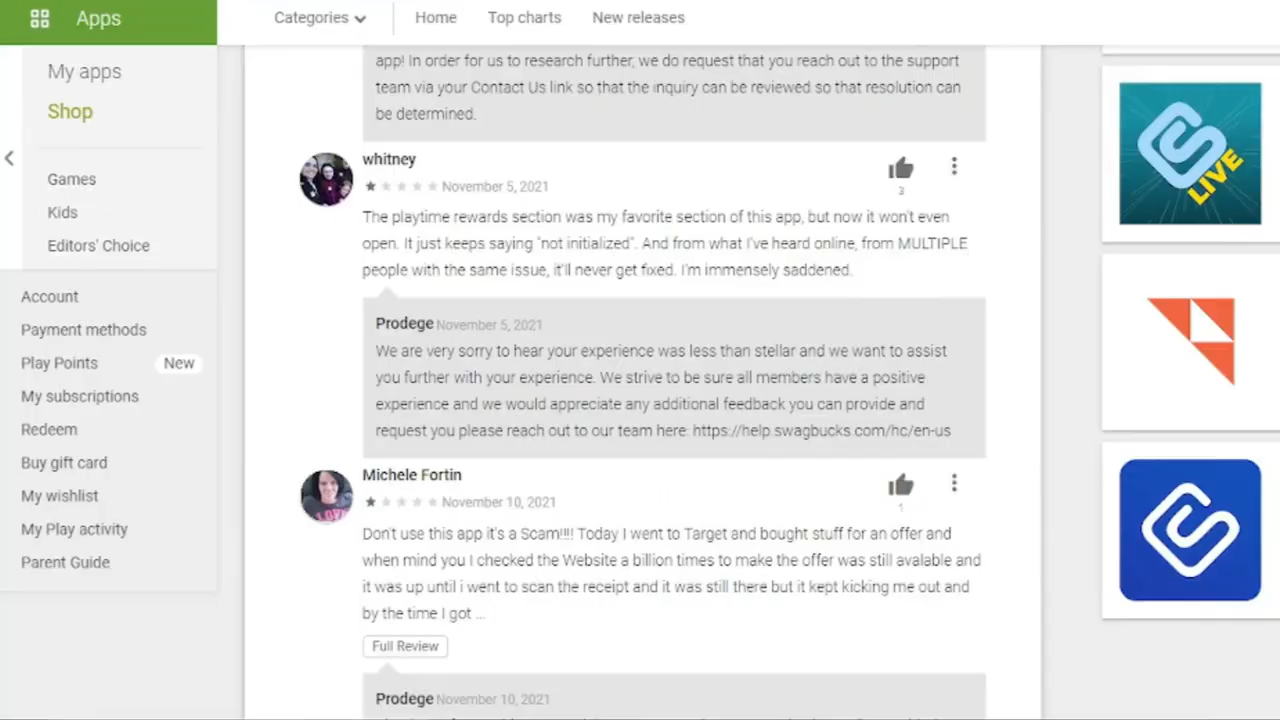 Apps
Categories
Home
Top charts
New releases
My apps
Shop
Games
Kids
Editors' Choice
Account
Payment methods
Play Points
New
My subscriptions
Redeem
Buy gift card
My wishlist
My Play activity
Parent Guide
app! In order for us to research further, we do request that you reach out to the support
team via your Contact Us link so that the inquiry can be reviewed so that resolution can
be determined.
whitney
November 5, 2021
3
The playtime rewards section was my favorite section of this app, but now it won't even
open. It just keeps saying "not initialized". And from what I've heard online, from MULTIPLE
people with the same issue, it'll never get fixed. I'm immensely saddened.
Prodege November 5, 2021
We are very sorry to hear your experience was less than stellar and we want to assist
you further with your experience. We strive to be sure all members have a positive
experience and we would appreciate any additional feedback you can provide and
request you please reach out to our team here: https://help.swagbucks.com/hc/en-us
Michele Fortin
November 10, 2021
1
Don't use this app it's a Scam!!!! Today I went to Target and bought stuff for an offer and
when mind you I checked the Website a billion times to make the offer was still avalable and
it was up until i went to scan the receipt and it was still there but it kept kicking me out and
by the time I got ...
Full Review
Prodege November 10, 2021
LIVE